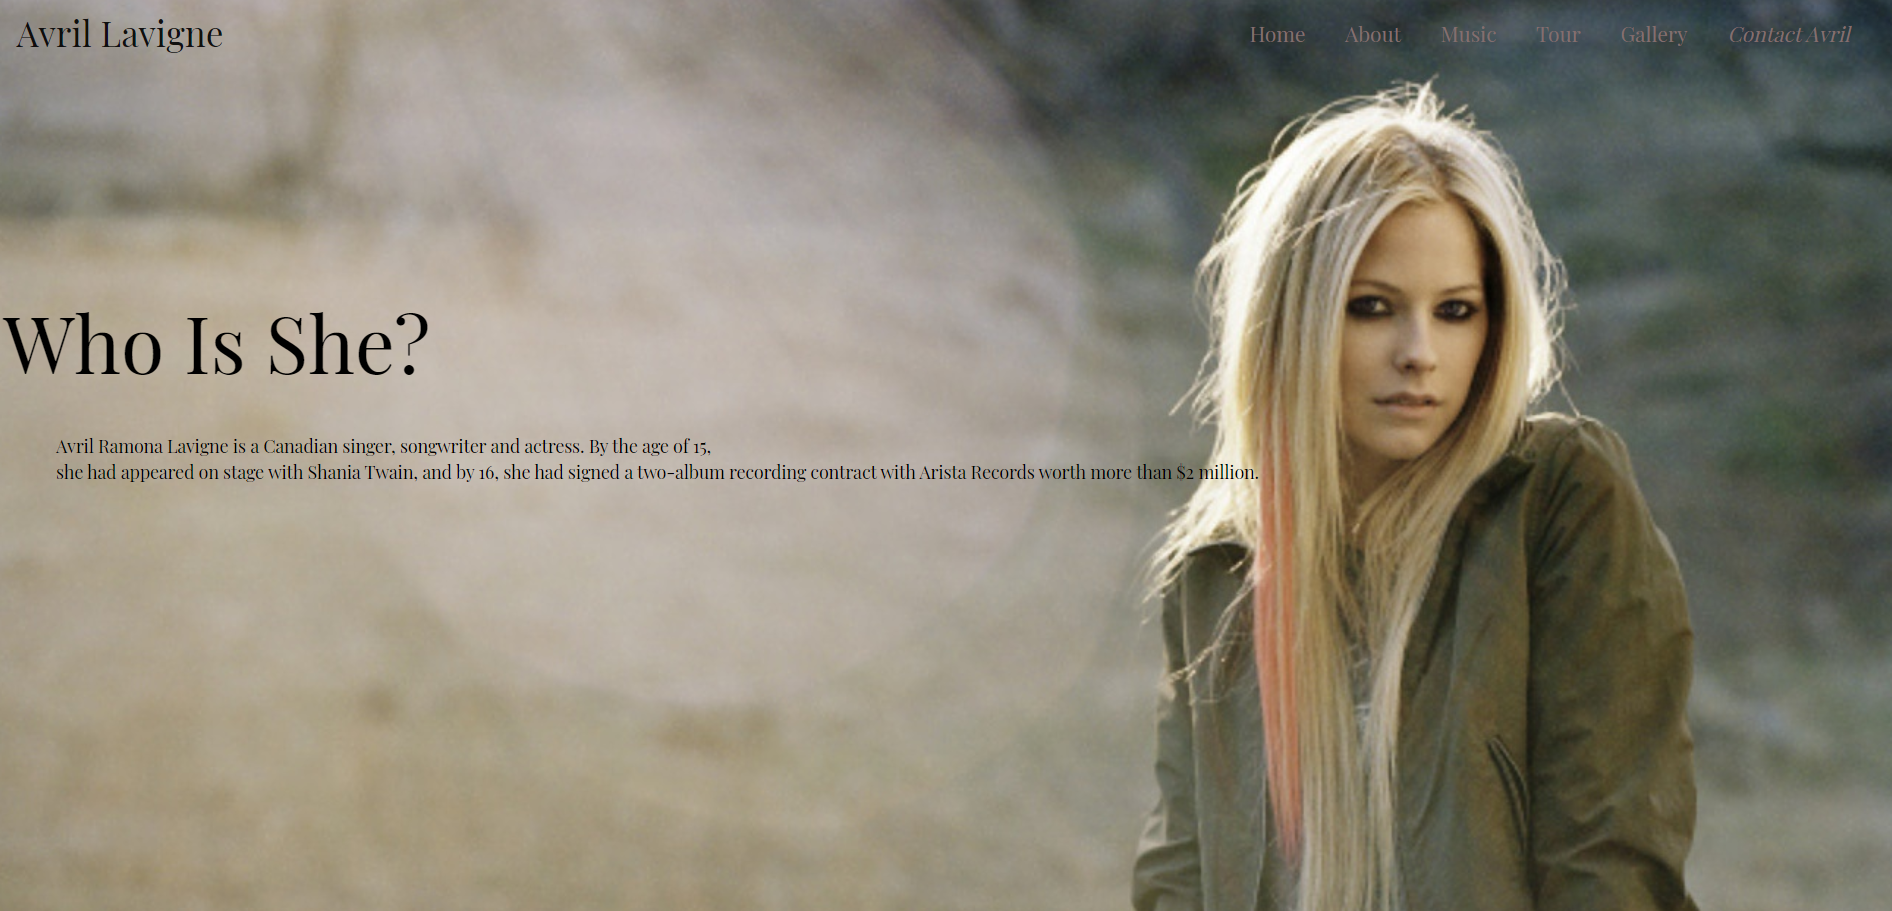 Avril Lavigne
Home About Music Tour Gallery Contact Avril
Who Is She?
Avril Ramona Lavigne is a Canadian singer, songwriter and actress. By the age of 15,
she had appeared on stage with Shania Twain, and by 16, she had signed a two-album recording contract with Arista Records worth more than $2 million.